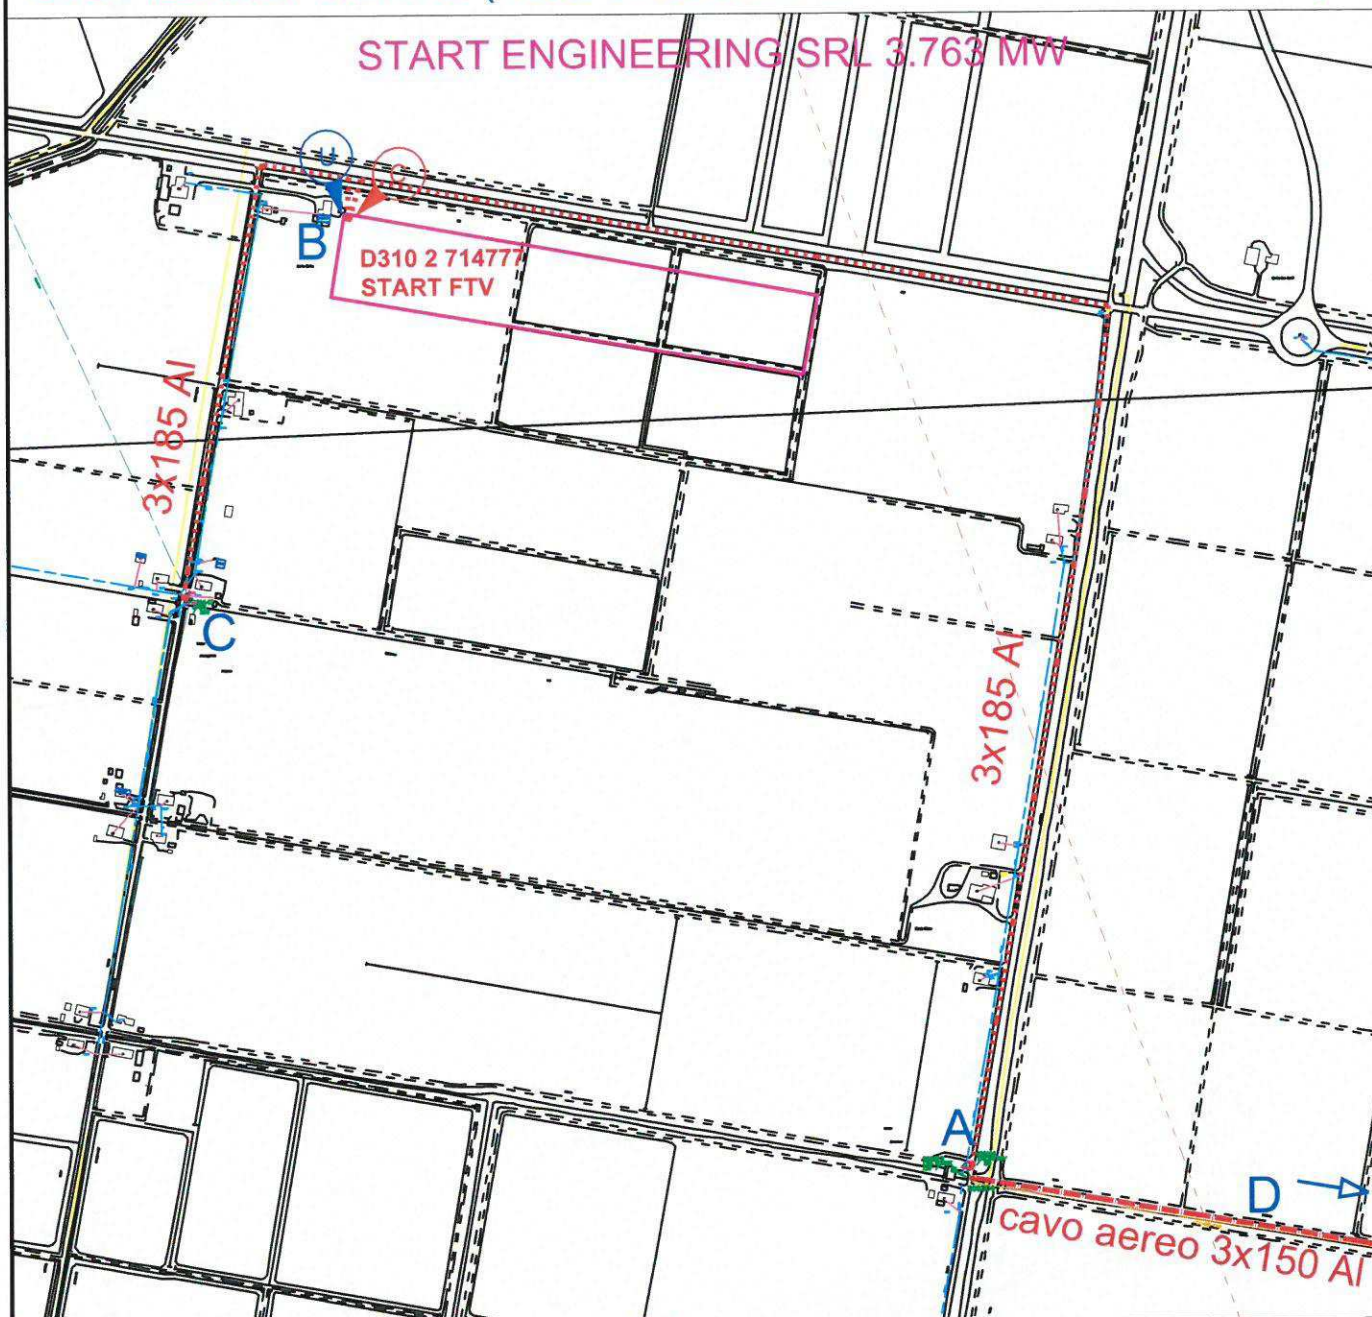 START ENGINEERING SRL 3.763 MW
U
C
B
D310 2 714777
START FTV
3x185 Al
C
3x185 Al
A
D
cavo aereo 3x150 Al